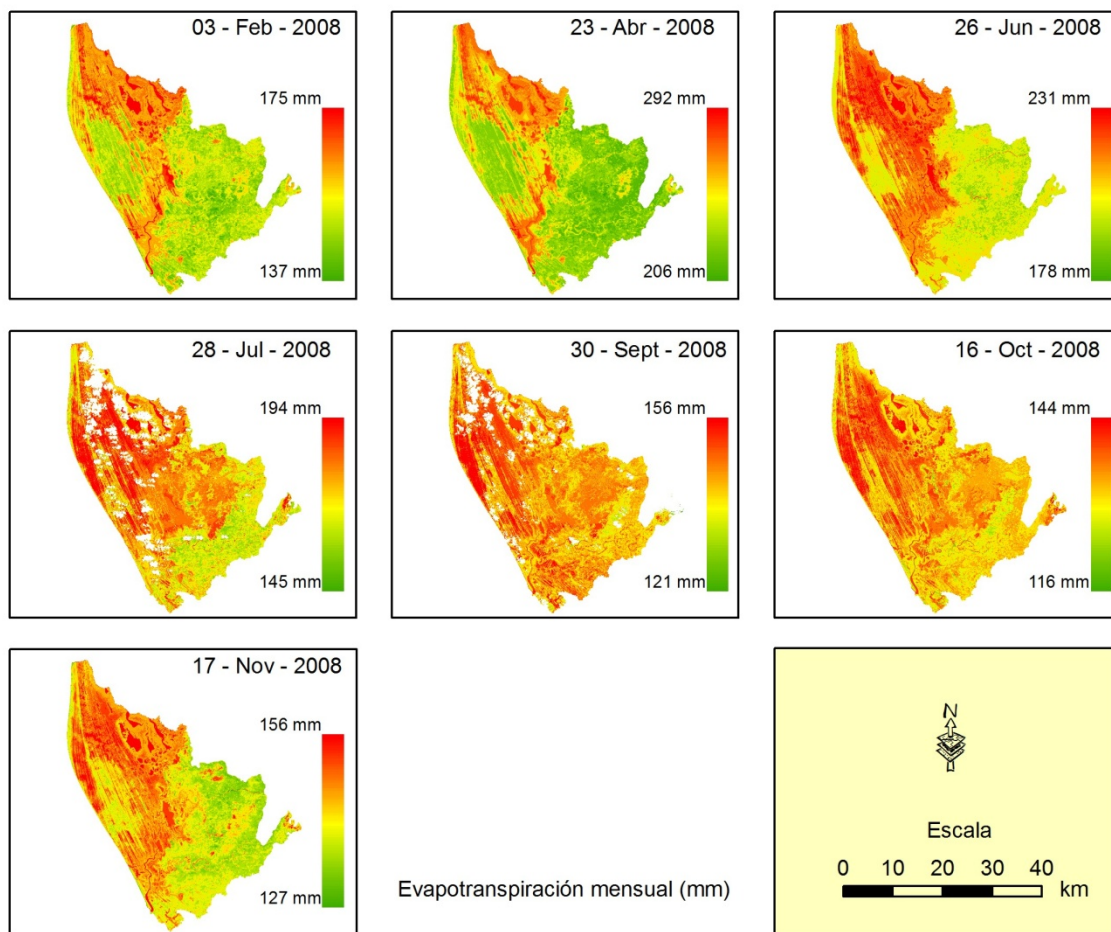 03 - Feb - 2008
175 mm
137 mm
23 - Abr - 2008
292 mm
206 mm
26 - Jun - 2008
231 mm
178 mm
28 - Jul - 2008
194 mm
145 mm
30 - Sept - 2008
156 mm
121 mm
16 - Oct - 2008
144 mm
116 mm
17 - Nov - 2008
156 mm
127 mm
Evapotranspiración mensual (mm)
N
Escala
0 10 20 30 40
km